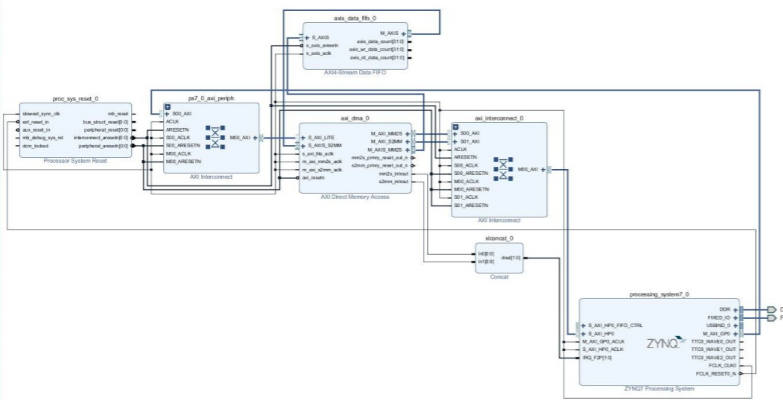 axis_data_fifo_0
S_AXIS
s_axis_aresetn
s_axis_aclk
M_AXIS
axis_data_count[31:0]
axis_wr_data_count[31:0]
axis_rd_data_count[31:0]
AXI4-Stream Data FIFO
proc_sys_reset_0
slowest_sync_clk
ext_reset_in
aux_reset_in
mb_debug_sys_rst
dcm_locked
mb_reset
bus_struct_reset[0:0]
peripheral_reset[0:0]
interconnect_aresetn[0:0]
peripheral_aresetn[0:0]
Processor System Reset
ps7_0_axi_periph
S00_AXI
ACLK
ARESETN
S00_ACLK
S00_ARESETN
M00_ACLK
M00_ARESETN
M00_AXI
AXI Interconnect
axi_dma_0
S_AXI_LITE
S_AXIS_S2MM
s_axi_lite_aclk
m_axi_mm2s_aclk
m_axi_s2mm_aclk
axi_resetn
M_AXI_MM2S
M_AXI_S2MM
M_AXIS_MM2S
mm2s_prmry_reset_out_n
s2mm_prmry_reset_out_n
mm2s_introut
s2mm_introut
AXI Direct Memory Access
axi_interconnect_0
S00_AXI
S01_AXI
ACLK
ARESETN
S00_ACLK
S00_ARESETN
M00_ACLK
M00_ARESETN
S01_ACLK
S01_ARESETN
M00_AXI
AXI Interconnect
xlconcat_0
In0[0:0]
In1[0:0]
dout[1:0]
Concat
processing_system7_0
S_AXI_HP0_FIFO_CTRL
S_AXI_HP0
M_AXI_GP0_ACLK
S_AXI_HP0_ACLK
IRQ_F2P[1:0]
ZYNQ
DDR
FIXED_IO
USBIND_0
M_AXI_GP0
TTC0_WAVE0_OUT
TTC0_WAVE1_OUT
TTC0_WAVE2_OUT
FCLK_CLK0
FCLK_RESET0_N
ZYNQ7 Processing System